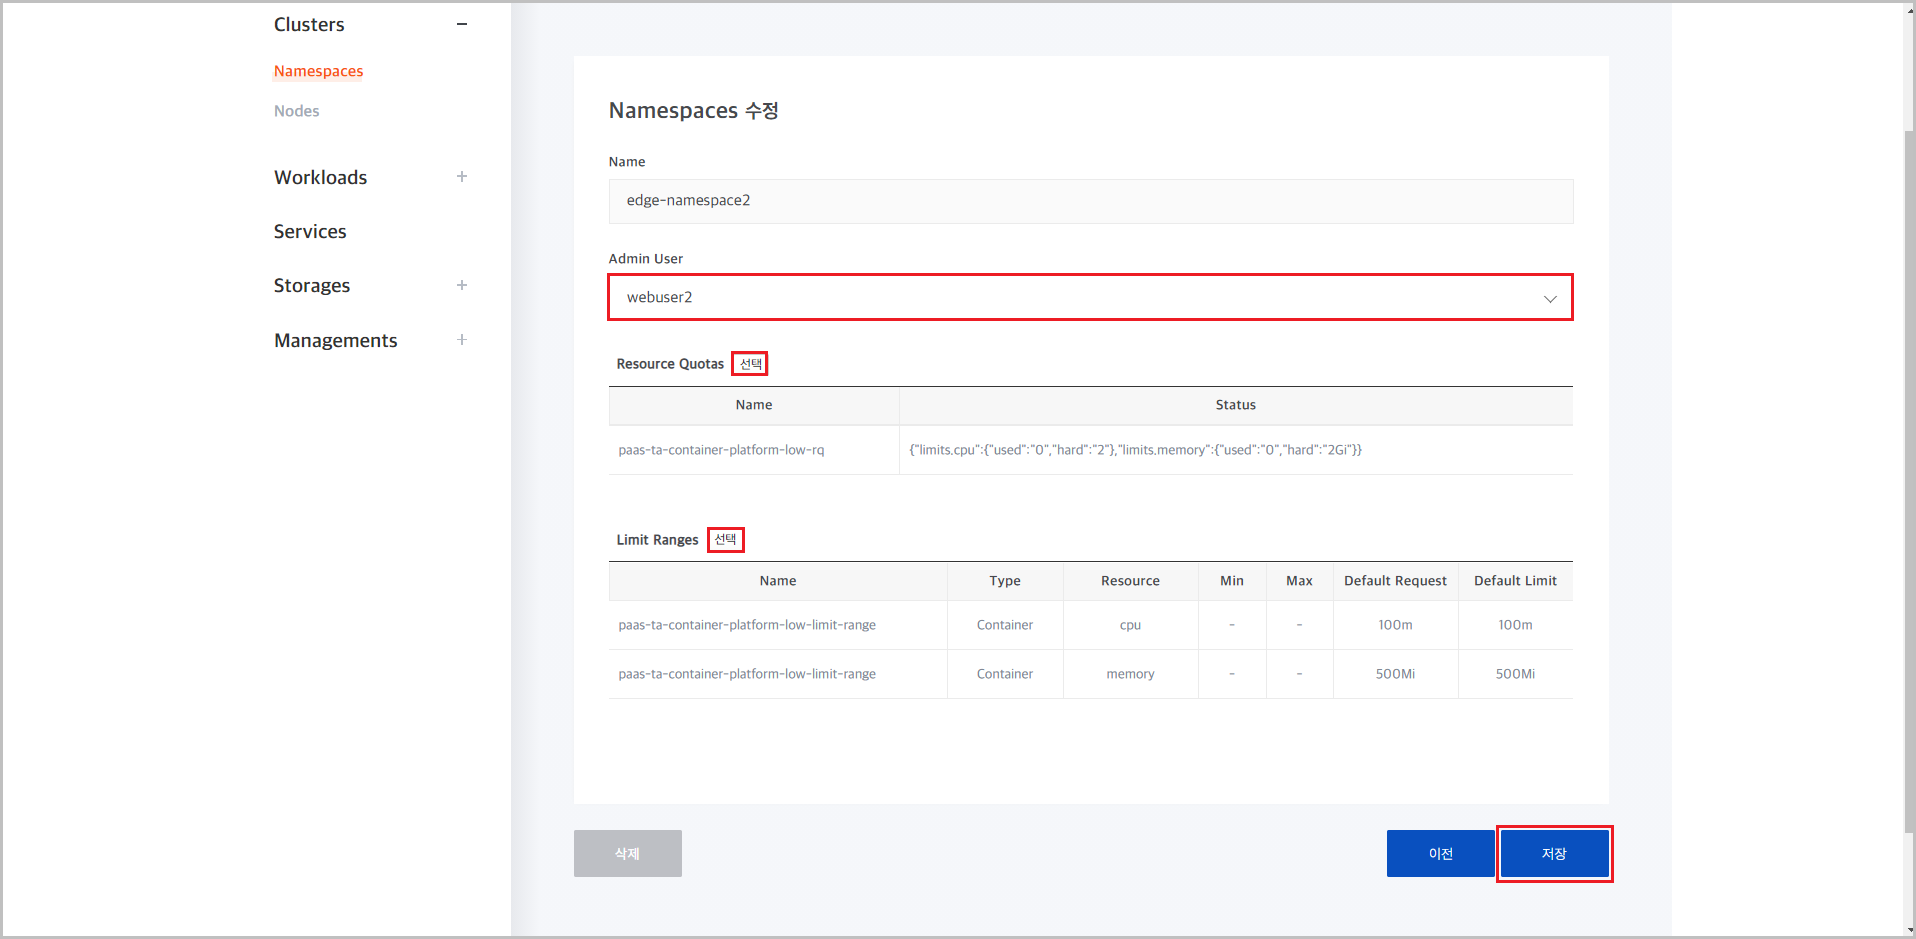 Clusters
Namespaces
Nodes
Workloads
Services
Storages
Managements
Namespaces 수정
Name
edge-namespace2
Admin User
webuser2
Resource Quotas 선택
Name Status
paas-ta-container-platform-low-rq {"limits.cpu":{"used":"0","hard":"2"},"limits.memory":{"used":"0","hard":"2Gi"}}
Limit Ranges 선택
Name Type Resource Min Max Default Request Default Limit
paas-ta-container-platform-low-limit-range Container cpu - - 100m 100m
paas-ta-container-platform-low-limit-range Container memory - - 500Mi 500Mi
삭제 이전 저장